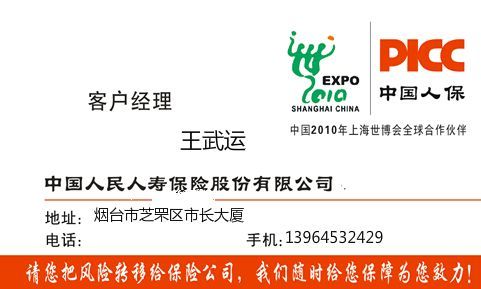 EXPO
2010
SHANGHAI CHINA
PICC
中国人保
中国2010年上海世博会全球合作伙伴
客户经理
王武运
中国人民人寿保险股份有限公司
地址: 烟台市芝罘区市长大厦
电话: 手机: 13964532429
请您把风险转移给保险公司，我们随时给您保障为您效力!